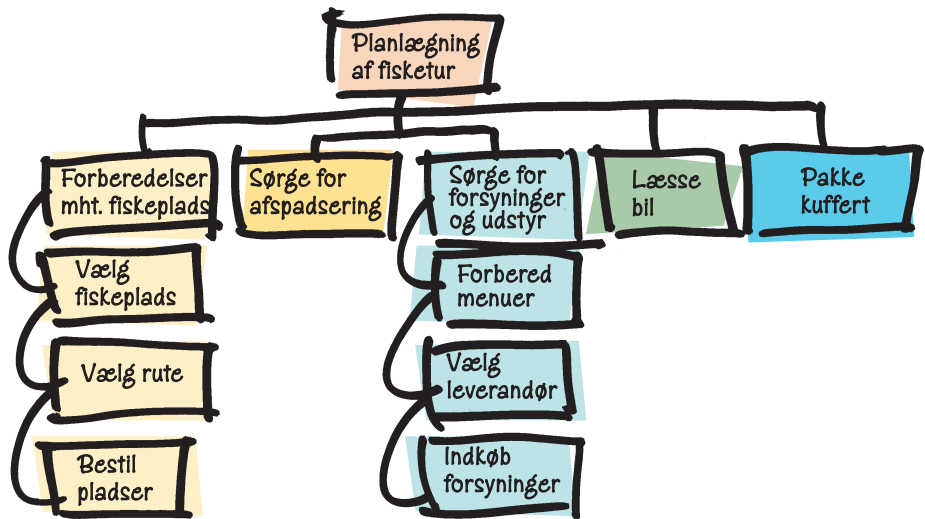 Planlægning
af fisketur
Forberedelser
mht. fiskeplads
Sørge for
afspadsering
Sørge for
forsyninger
og udstyr
Læsse
bil
Pakke
kuffert
Vælg
fiskeplads
Vælg rute
Bestil
pladser
Forbered
menuer
Vælg
leverandør
Indkøb
forsyninger